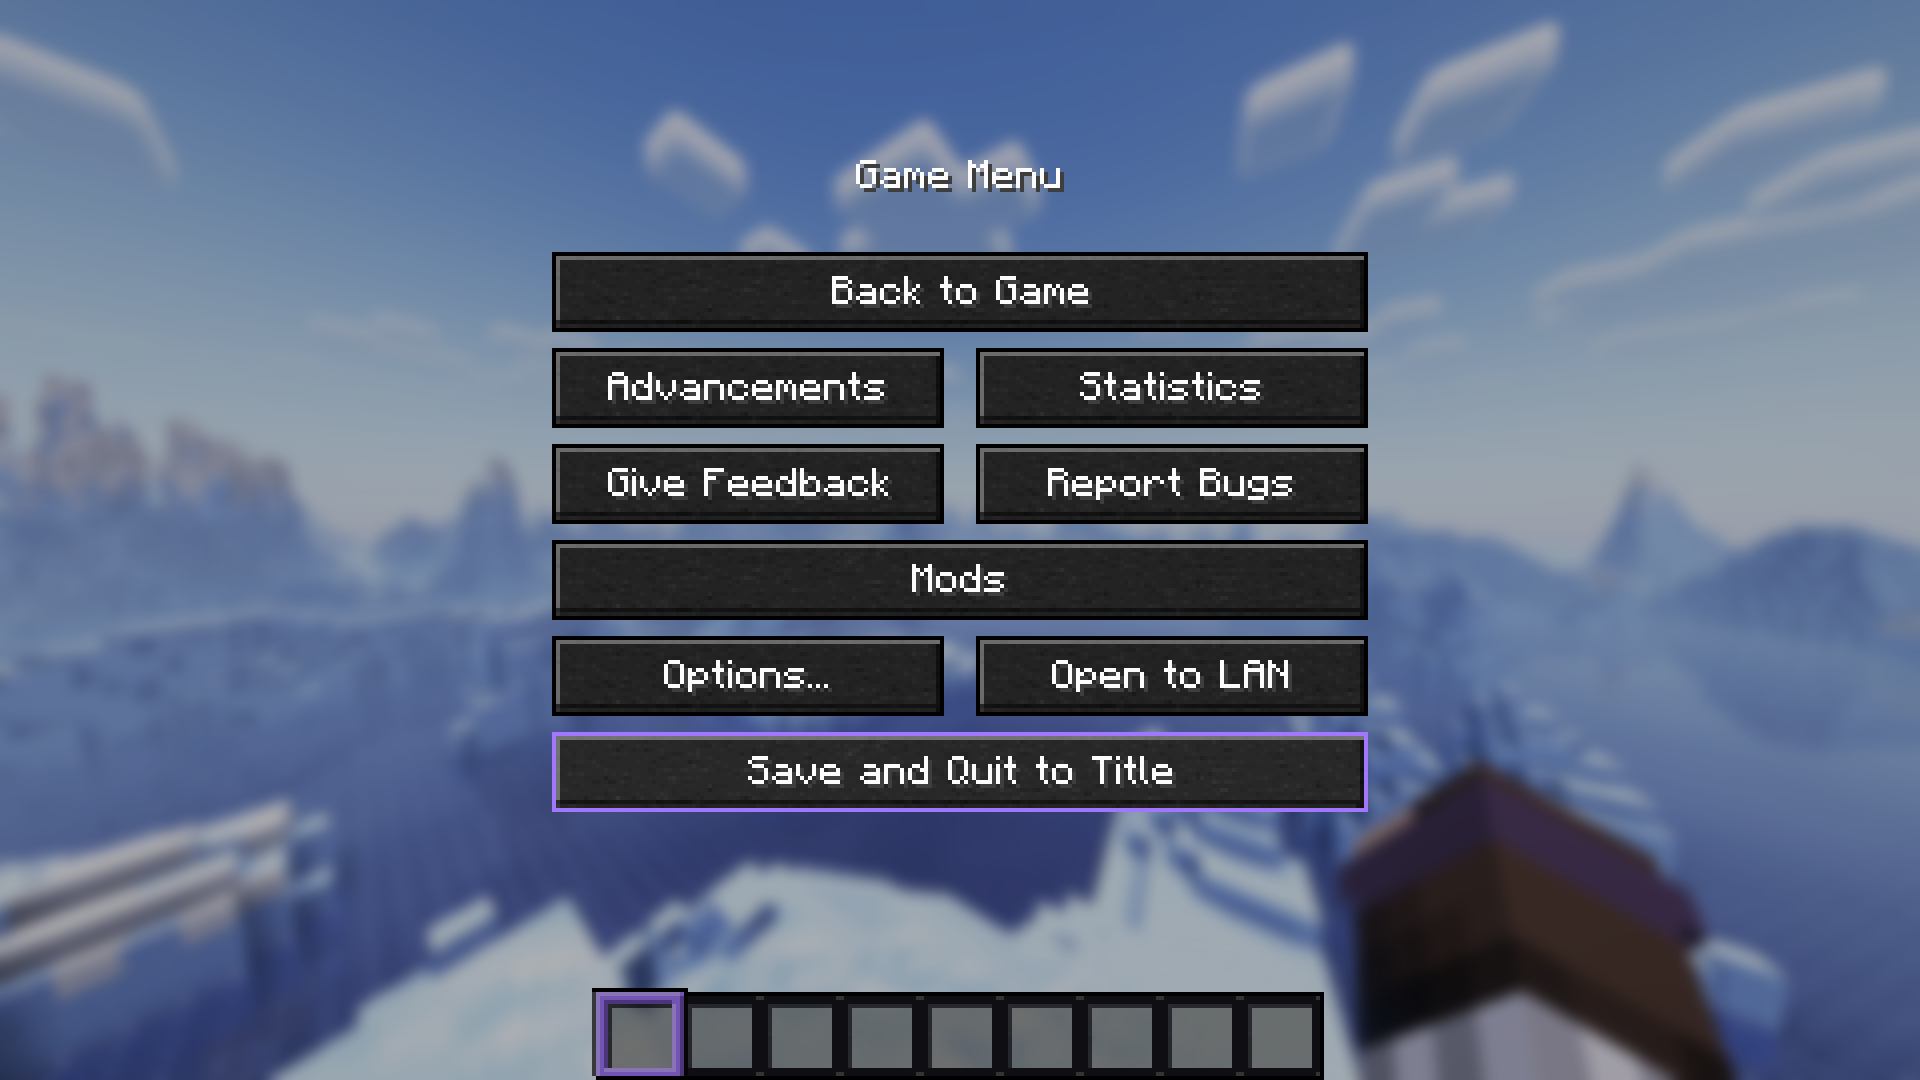 Game Menu
Back to Game
Advancements
Statistics
Give Feedback
Report Bugs
Mods
Options...
Open to LAN
Save and Quit to Title